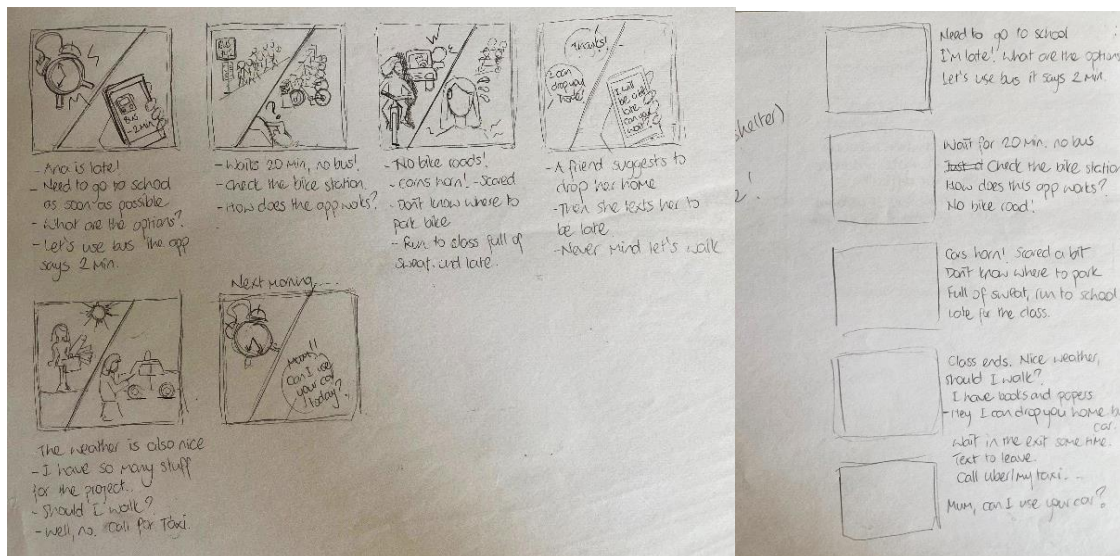 BUS
-2 Min
- Ana is late!
- Need to go to school
as soon as possible
- What are the options?
- Let's use bus the app
says 2 Min.
BUS
- Waits 20 Min, no bus!
- Check the bike station.
- How does the app works?
- No bike roads!
- Cars horn! - Scared
- Don't know where to
park bike
- Run to class full of
sweat and late.
Thanks!
I can
drop you
I will
be a bit
late
can you
wait?
- A friend suggests to
drop her home
- Then she texts her to
be late
- Never Mind let's walk
The weather is also nice
- I have so many stuff
for the project..
- Should I walk?
- Well, no. Call for Taxi.
Next morning....
MUM!!
can I use
your car
today?
shelter)
Need to go to school
I'm late! What are the options
Let's use bus it says 2 Min.
Wait for 20 Min. no bus
Check the bike station
How does this app works?
No bike road!
Cars horn! Scared a bit
Don't know where to park
Full of sweat, run to school
late for the class.
Class ends. Nice weather,
should I walk?
I have books and papers
- Hey I can drop you home b
car.
Wait in the exit some time.
Text to leave.
Call uber/my taxi. ..
Mum, can I use your car?